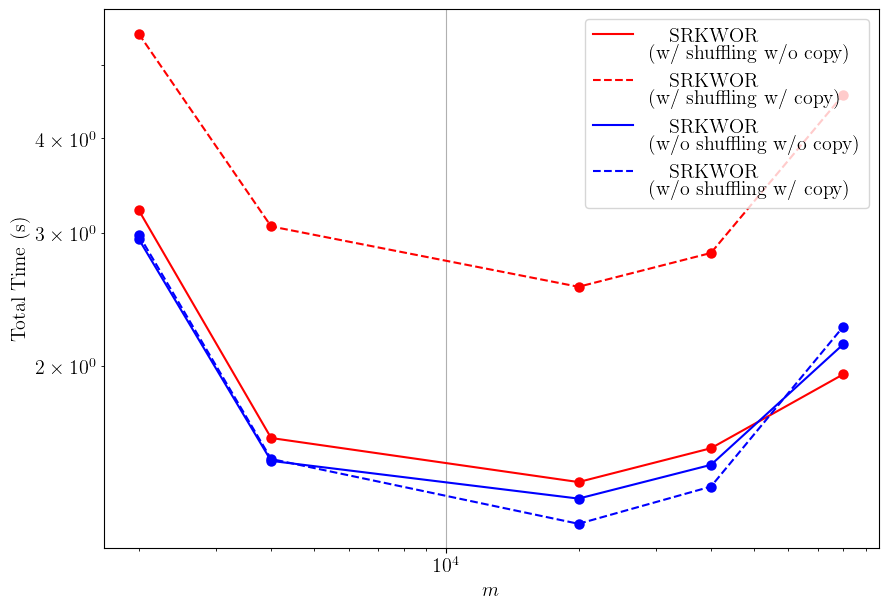 SRKWOR
(w/ shuffling w/o copy)
SRKWOR
(w/ shuffling w/ copy)
SRKWOR
(w/o shuffling w/o copy)
SRKWOR
(w/o shuffling w/ copy)
4 × 10⁰
3 × 10⁰
2 × 10⁰
Total Time (s)
10⁴
m